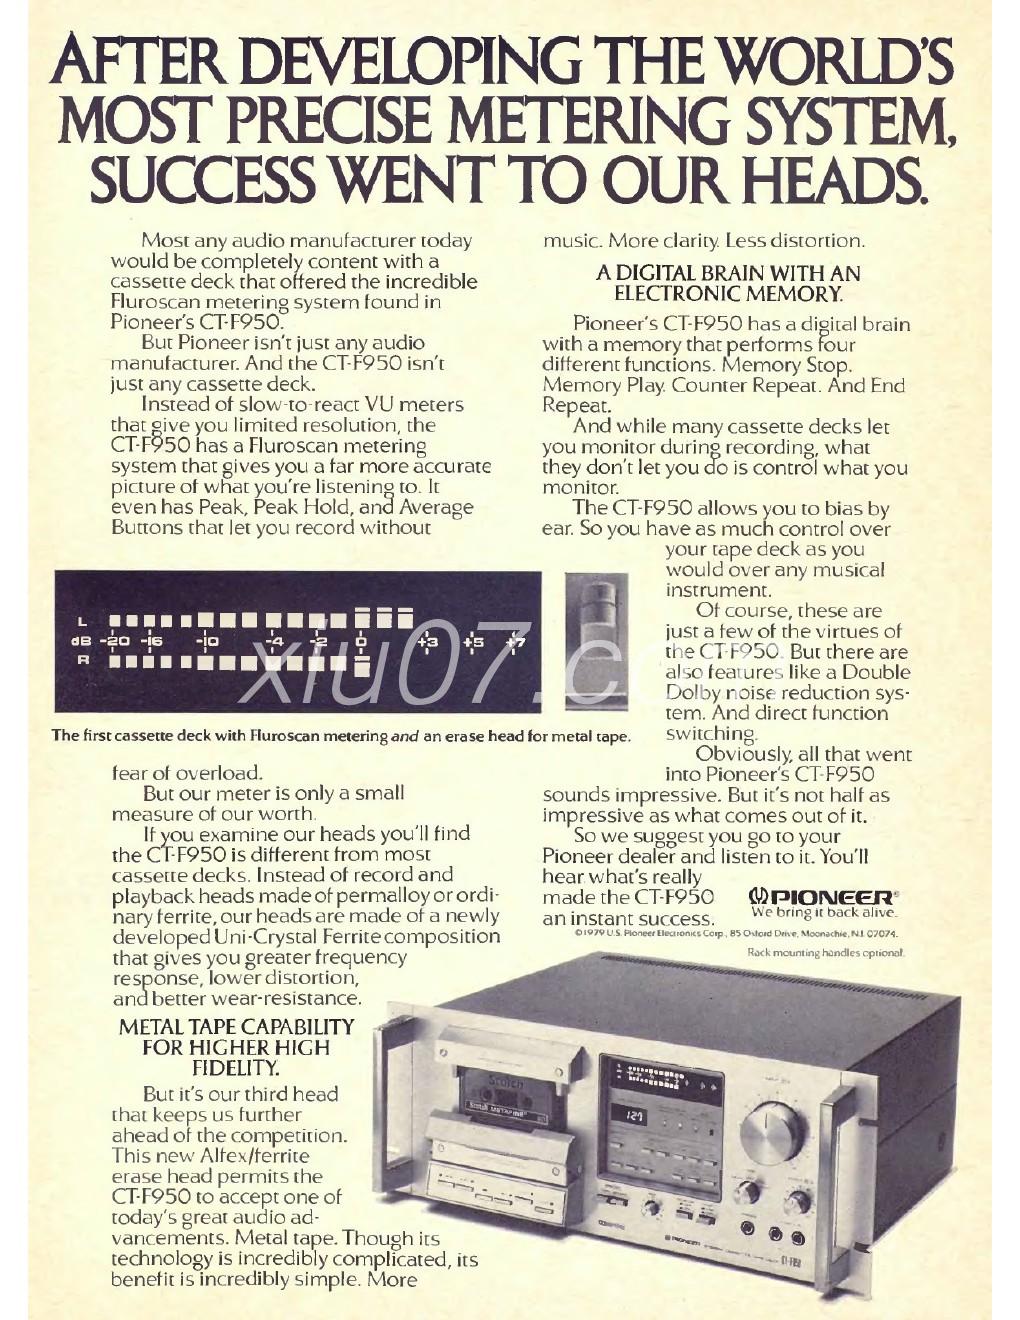 AFTER DEVELOPING THE WORLD'S
MOST PRECISE METERING SYSTEM,
SUCCESS WENT TO OUR HEADS.
Most any audio manufacturer today
would be completely content with a
cassette deck that offered the incredible
Fluroscan metering system found in
Pioneer's CT-F950.
But Pioneer isn't just any audio
manufacturer. And the CT-F950 isn't
just any cassette deck.
Instead of slow-to-react VU meters
that give you limited resolution, the
CT-F950 has a Fluroscan metering
system that gives you a far more accurate
picture of what you're listening to. It
even has Peak, Peak Hold, and Average
Buttons that let you record without
L
dB -20 -16 -10 -4 -2 0 +3 +5 +7
R
xiu07.co
The first cassette deck with Fluroscan metering and an erase head for metal tape.
fear of overload.
But our meter is only a small
measure of our worth.
If you examine our heads you'll find
the CT-F950 is different from most
cassette decks. Instead of record and
playback heads made of permalloy or ordi-
nary ferrite, our heads are made of a newly
developed Uni-Crystal Ferrite composition
that gives you greater frequency
response, lower distortion,
and better wear-resistance.
METAL TAPE CAPABILITY
FOR HIGHER HIGH
FIDELITY.
But it's our third head
that keeps us further
ahead of the competition.
This new Alfex/ferrite
erase head permits the
CT-F950 to accept one of
today's great audio ad-
vancements. Metal tape. Though its
technology is incredibly complicated, its
benefit is incredibly simple. More
music. More clarity. Less distortion.
A DIGITAL BRAIN WITH AN
ELECTRONIC MEMORY.
Pioneer's CT-F950 has a digital brain
with a memory that performs four
different functions. Memory Stop.
Memory Play. Counter Repeat. And End
Repeat.
And while many cassette decks let
you monitor during recording, what
they don't let you do is control what you
monitor.
The CT-F950 allows you to bias by
ear. So you have as much control over
your tape deck as you
would over any musical
instrument.
Of course, these are
just a few of the virtues of
the CT-F950. But there are
also features like a Double
Dolby noise reduction sys-
tem. And direct function
switching.
Obviously, all that went
into Pioneer's CT-F950
sounds impressive. But it's not half as
impressive as what comes out of it.
So we suggest you go to your
Pioneer dealer and listen to it. You'll
hear what's really
made the CT-F950
an instant success.
PIONEER®
We bring it back alive.
©1979 U.S. Pioneer Electronics Corp., 85 Oxford Drive, Moonachie, N.J. 07074.
Rack mounting handles optional.
Scotch
Scotch METAFINE
129
PIONEER
CT-F950